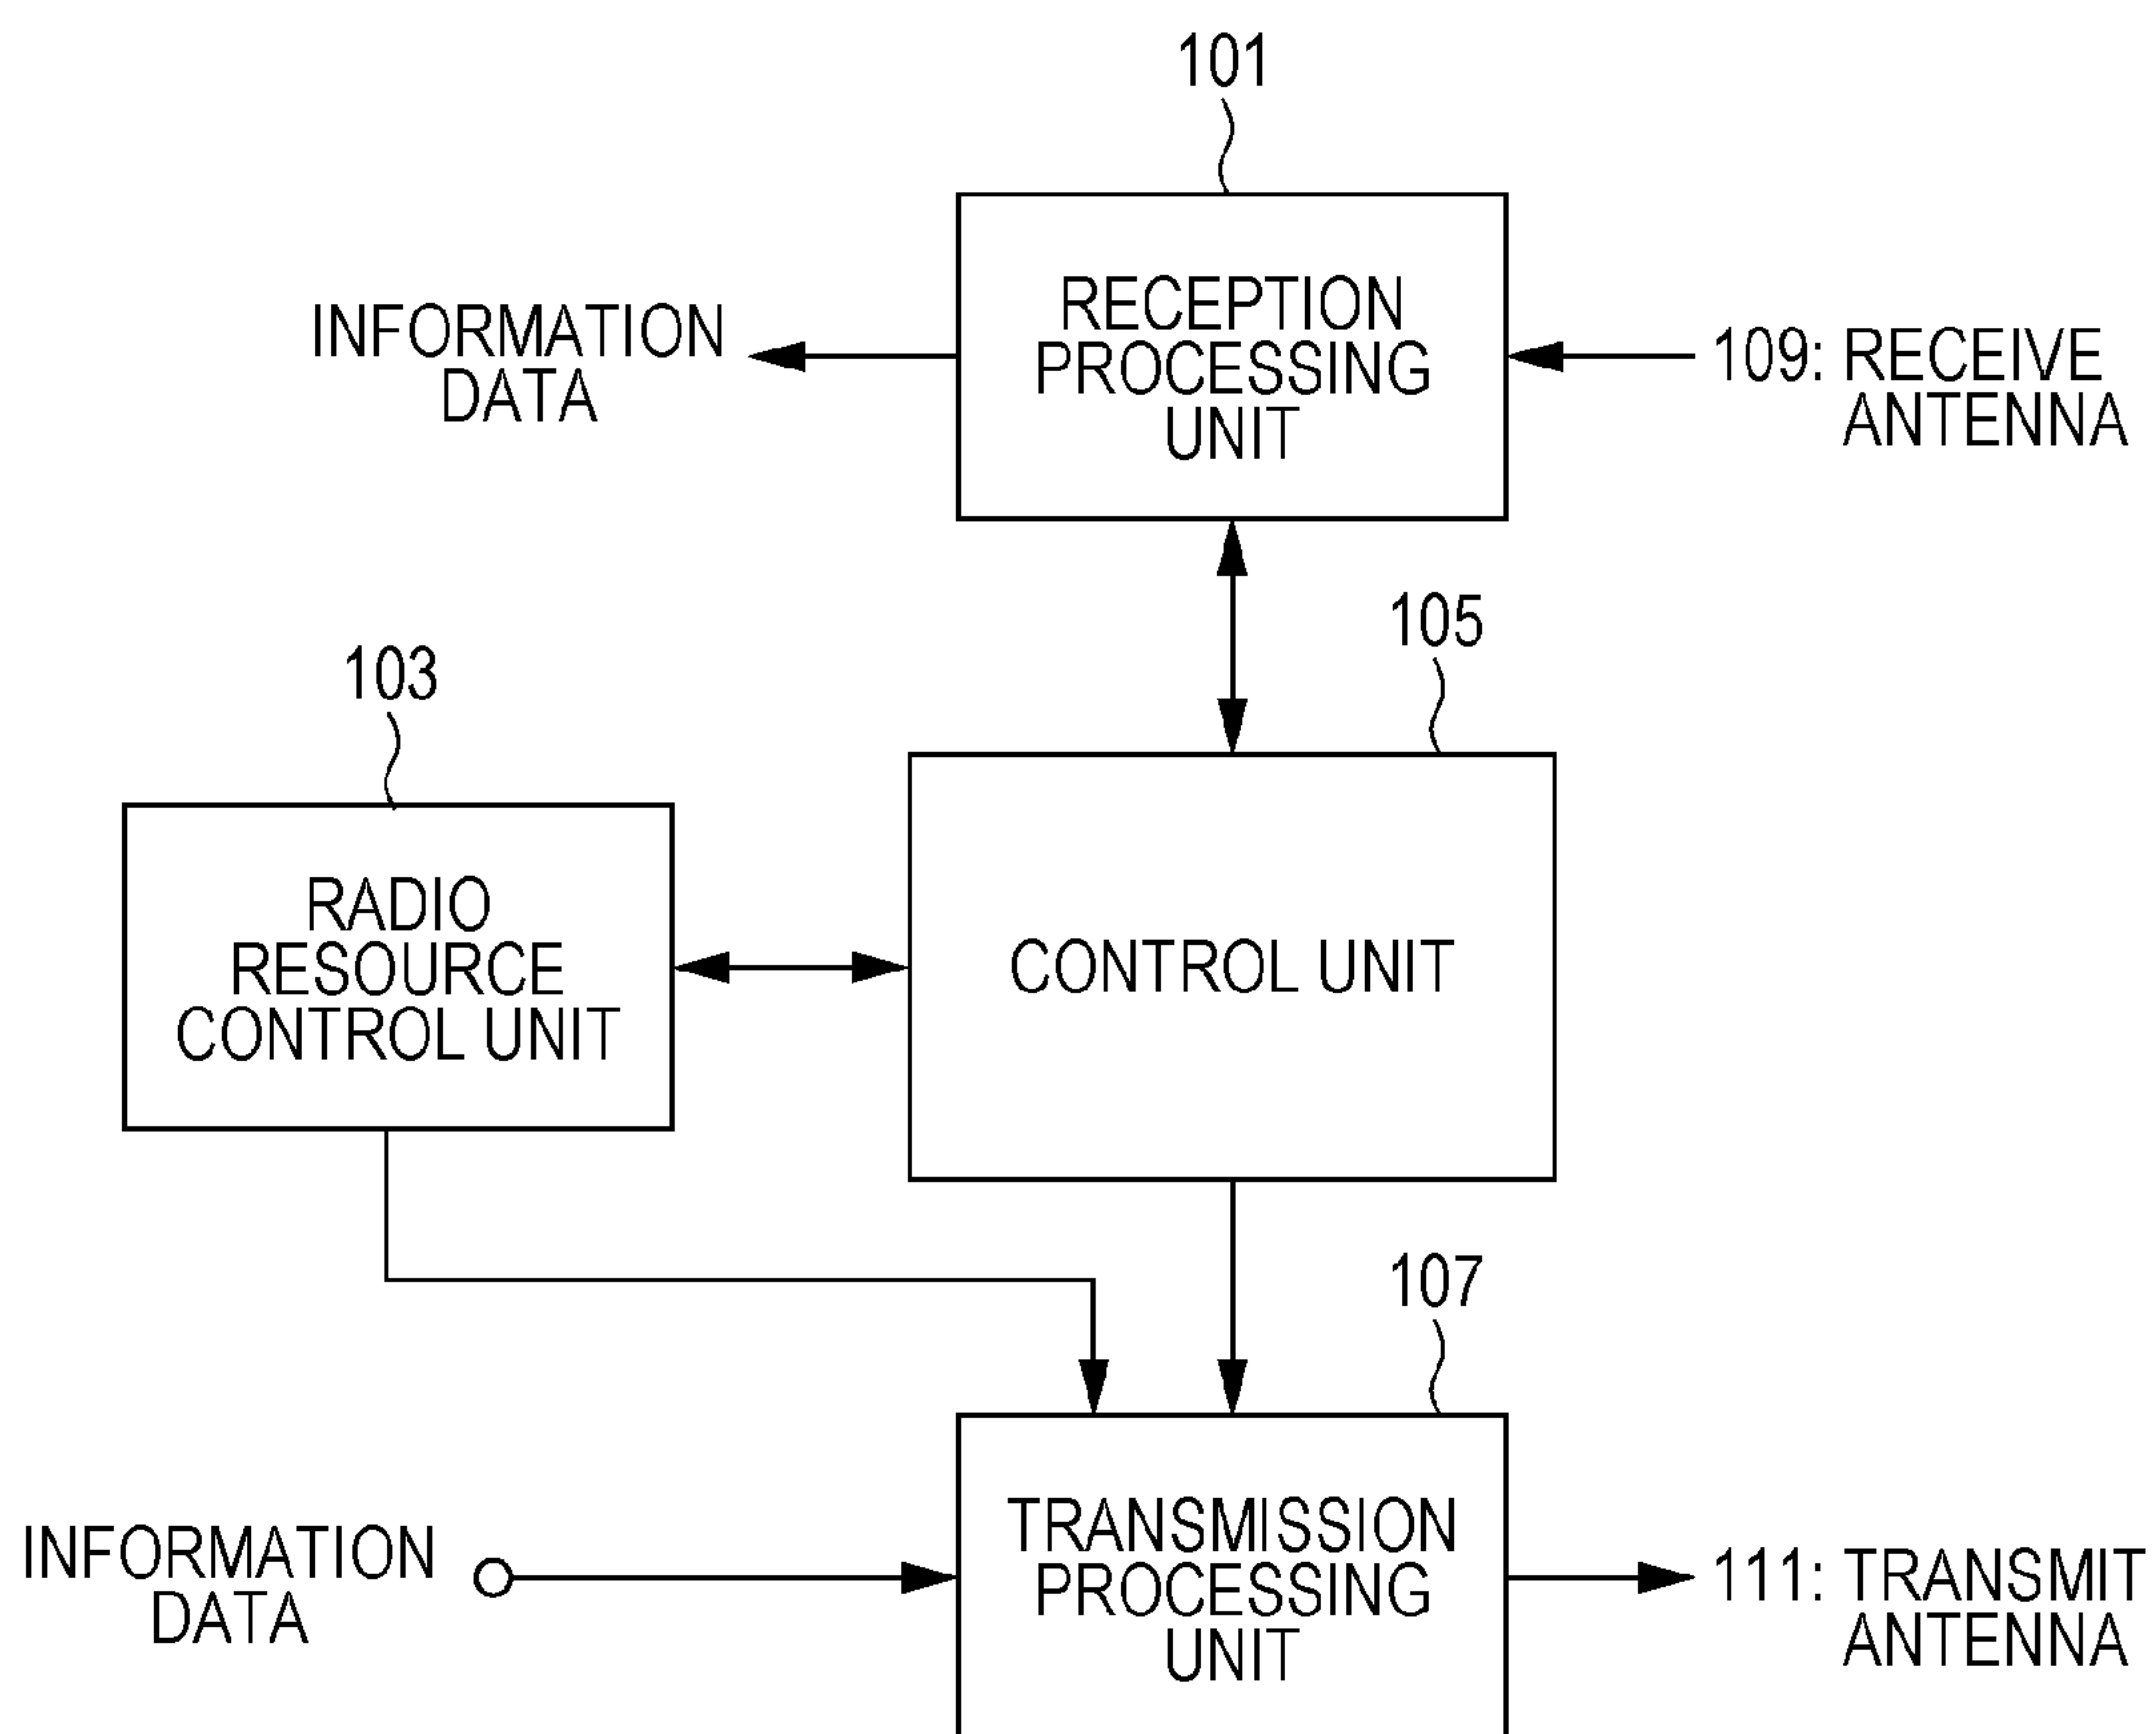 101
RECEPTION
PROCESSING
UNIT
INFORMATION
DATA
109: RECEIVE
ANTENNA
105
103
RADIO
RESOURCE
CONTROL UNIT
CONTROL UNIT
107
TRANSMISSION
PROCESSING
UNIT
INFORMATION
DATA
111: TRANSMIT
ANTENNA